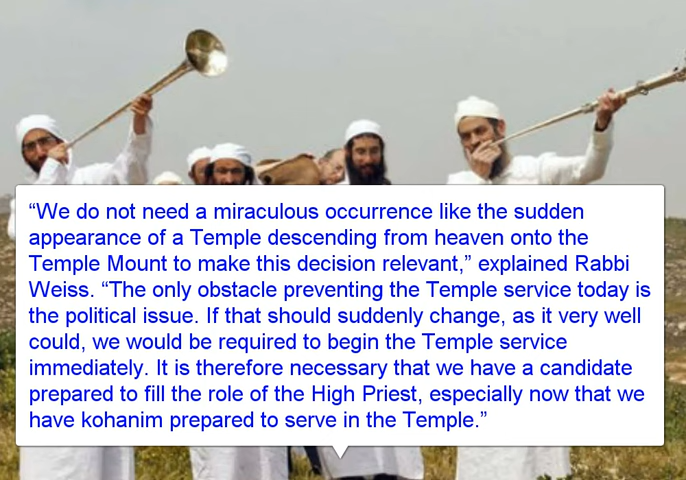 “We do not need a miraculous occurrence like the sudden
appearance of a Temple descending from heaven onto the
Temple Mount to make this decision relevant,” explained Rabbi
Weiss. “The only obstacle preventing the Temple service today is
the political issue. If that should suddenly change, as it very well
could, we would be required to begin the Temple service
immediately. It is therefore necessary that we have a candidate
prepared to fill the role of the High Priest, especially now that we
have kohanim prepared to serve in the Temple.”